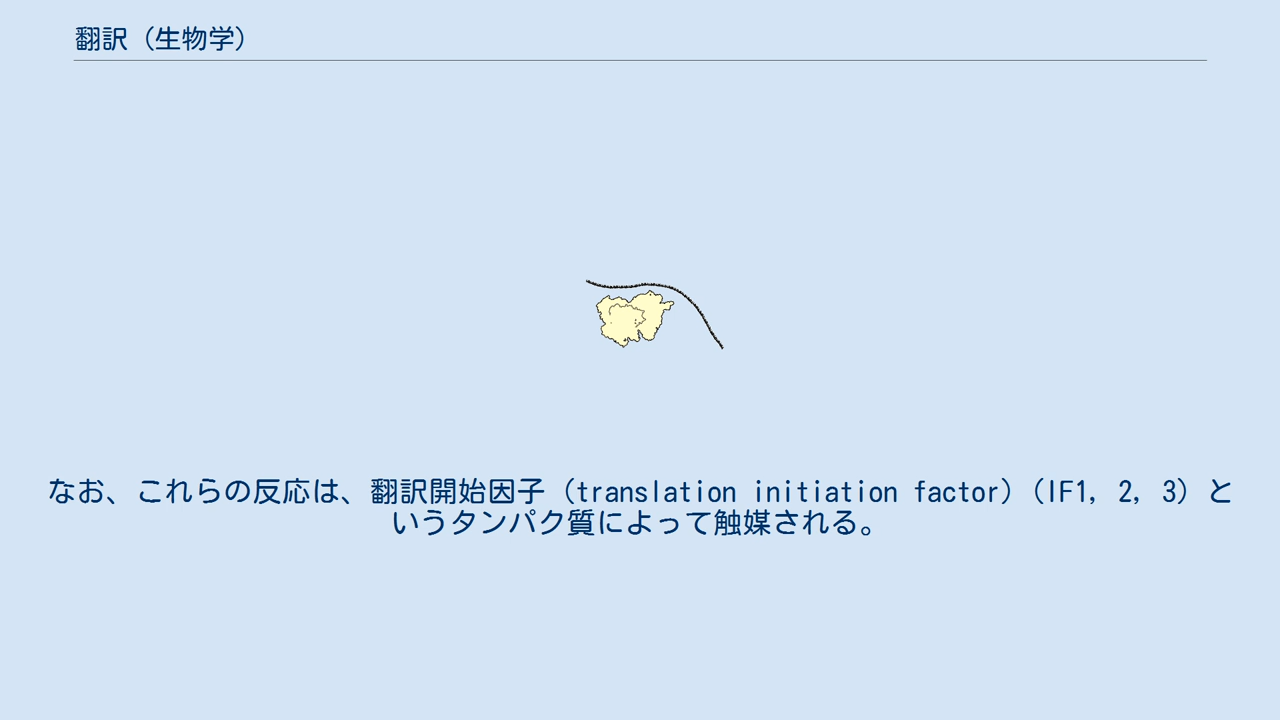 翻訳（生物学）
なお、これらの反応は、翻訳開始因子（translation initiation factor）（IF1, 2, 3）と
いうタンパク質によって触媒される。